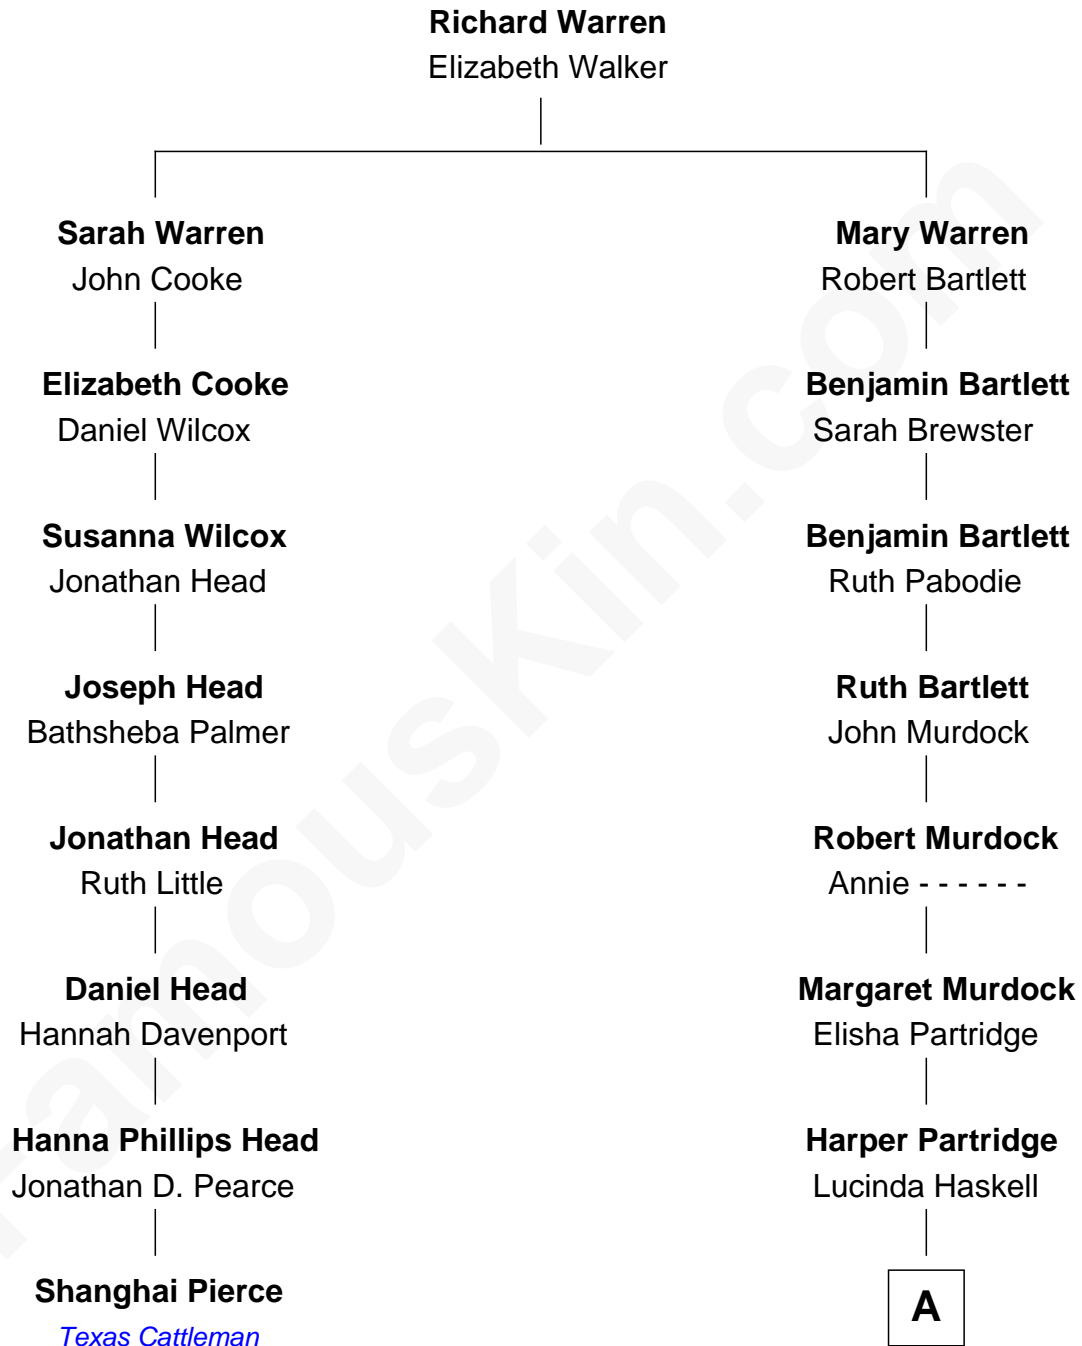 Richard Warren
Elizabeth Walker
Sarah Warren
John Cooke
Mary Warren
Robert Bartlett
Elizabeth Cooke
Daniel Wilcox
Benjamin Bartlett
Sarah Brewster
Susanna Wilcox
Jonathan Head
Benjamin Bartlett
Ruth Pabodie
Joseph Head
Bathsheba Palmer
Ruth Bartlett
John Murdock
Jonathan Head
Ruth Little
Robert Murdock
Annie - - - - - -
Daniel Head
Hannah Davenport
Margaret Murdock
Elisha Partridge
Hanna Phillips Head
Jonathan D. Pearce
Harper Partridge
Lucinda Haskell
Shanghai Pierce
Texas Cattleman
A
FamousKin.com